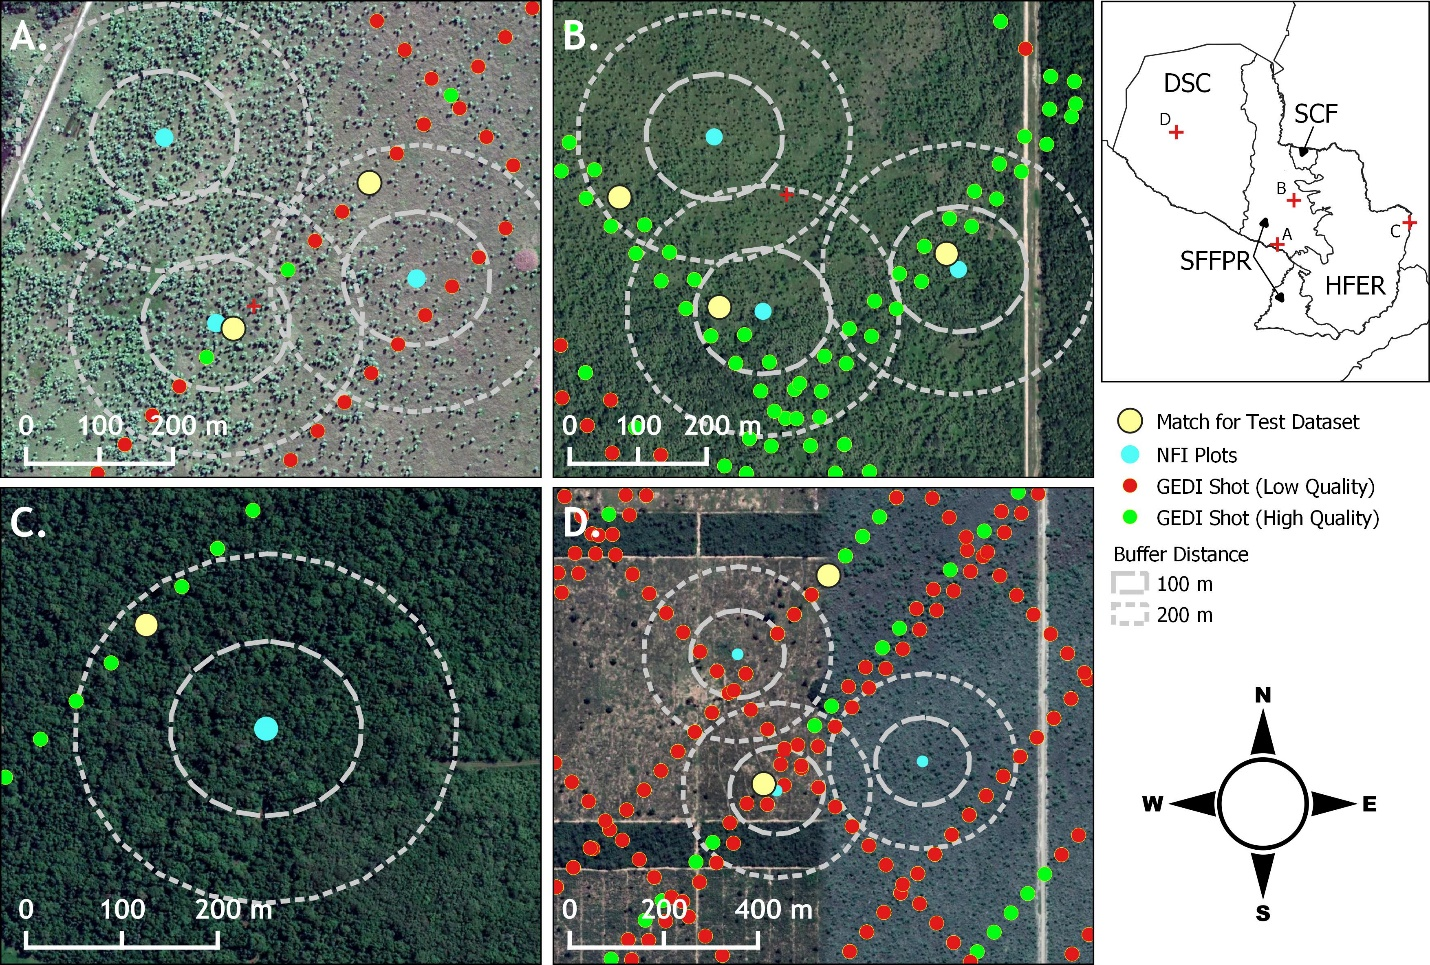 A.
0 100 200 m
B.
0 100 200 m
C.
0 100 200 m
D.
0 200 400 m
DSC
D
SCF
B
A
C
SFFPR
HFER
Match for Test Dataset
NFI Plots
GEDI Shot (Low Quality)
GEDI Shot (High Quality)
Buffer Distance
100 m
200 m
N
W E
S